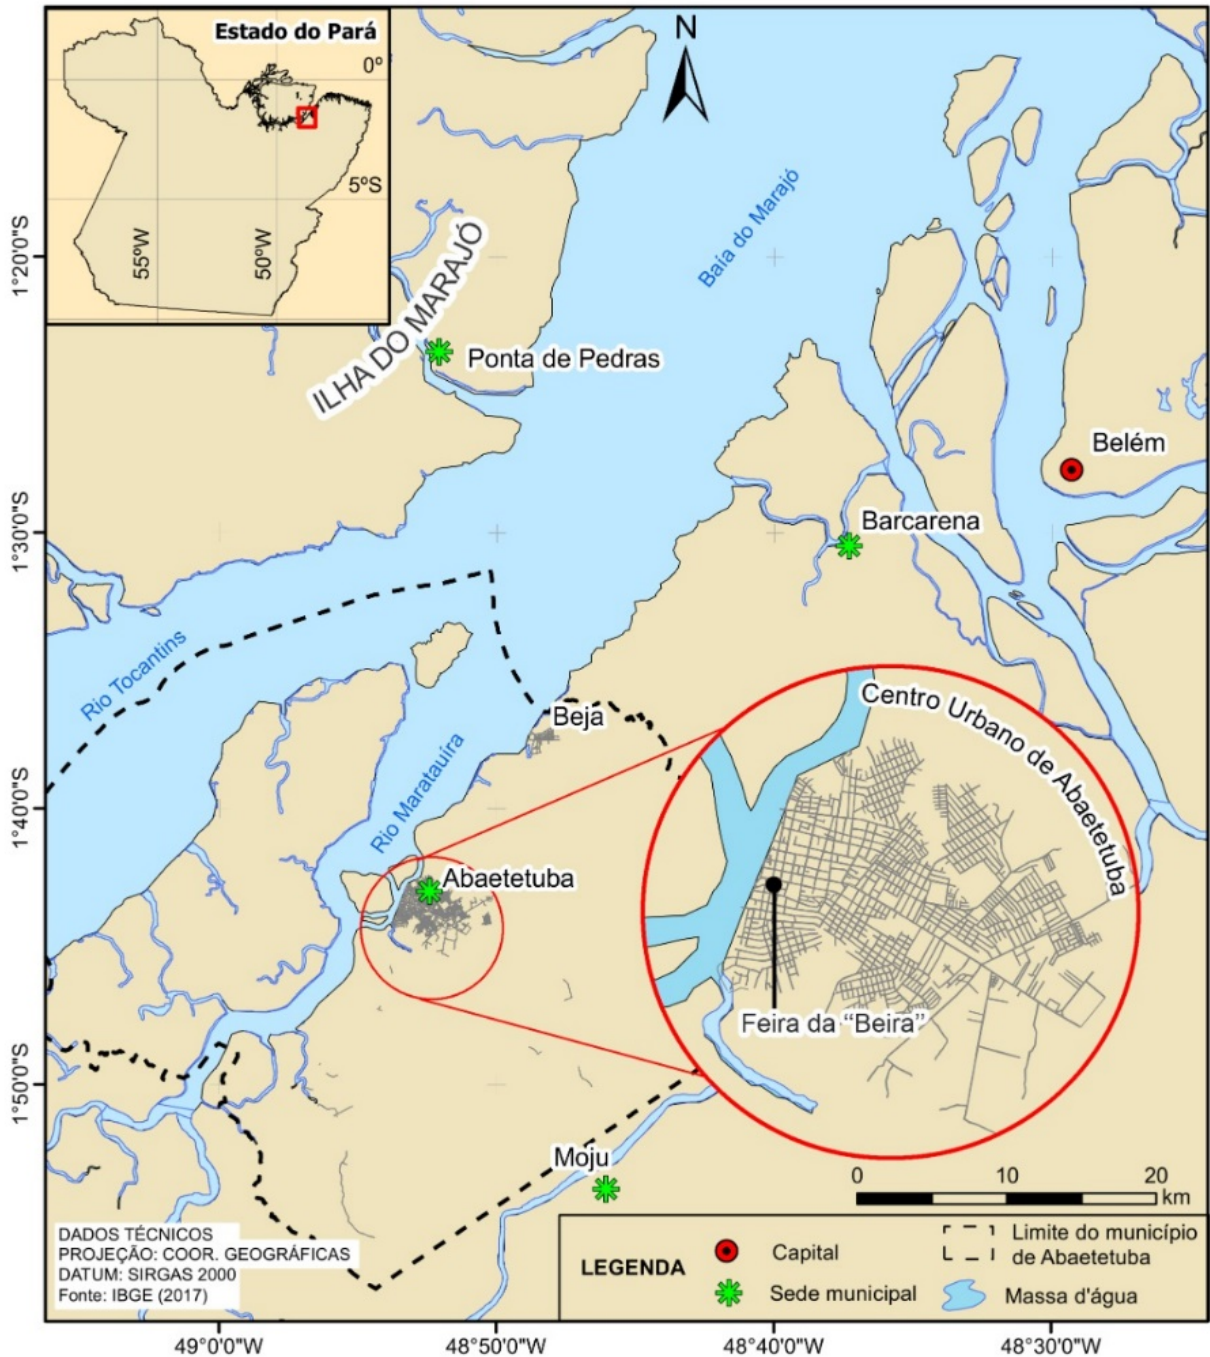 Estado do Pará
0º
5ºS
55ºW
50ºW
N
Baía do Marajó
ILHA DO MARAJÓ
Ponta de Pedras
Belém
Barcarena
Rio Tocantins
Beja
Rio Maratauíra
Abaetetuba
Centro Urbano de Abaetetuba
Feira da “Beira”
Moju
0 10 20
km
1°20'0"S
1°30'0"S
1°40'0"S
1°50'0"S
DADOS TÉCNICOS
PROJEÇÃO: COOR. GEOGRÁFICAS
DATUM: SIRGAS 2000
Fonte: IBGE (2017)
LEGENDA
Capital
Sede municipal
Limite do município
de Abaetetuba
Massa d'água
49°0'0"W 48°50'0"W 48°40'0"W 48°30'0"W